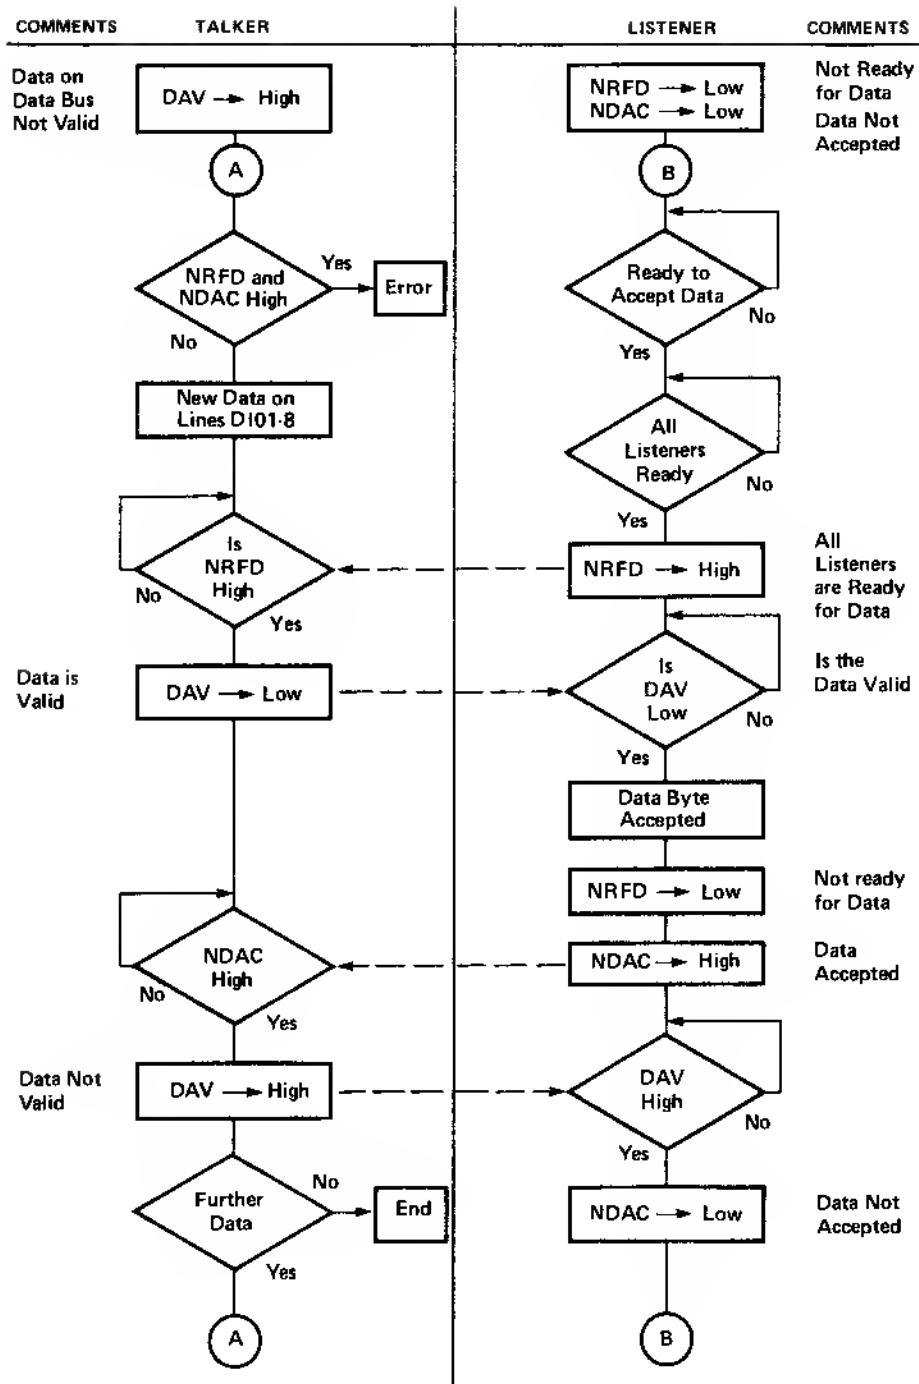 COMMENTS TALKER LISTENER COMMENTS
Data on
Data Bus
Not Valid
DAV → High
A
NRFD and
NDAC High
Yes
Error
No
New Data on
Lines DI01-8
Is
NRFD
High
No
Yes
Data is
Valid
DAV → Low
NDAC
High
No
Yes
Data Not
Valid
DAV → High
Further
Data
No
End
Yes
A
NRFD → Low
NDAC → Low
Not Ready
for Data
Data Not
Accepted
B
Ready to
Accept Data
No
Yes
All
Listeners
Ready
No
Yes
NRFD → High
All
Listeners
are Ready
for Data
Is
DAV
Low
Is the
Data Valid
No
Yes
Data Byte
Accepted
NRFD → Low
Not ready
for Data
NDAC → High
Data
Accepted
DAV
High
No
Yes
NDAC → Low
Data Not
Accepted
B